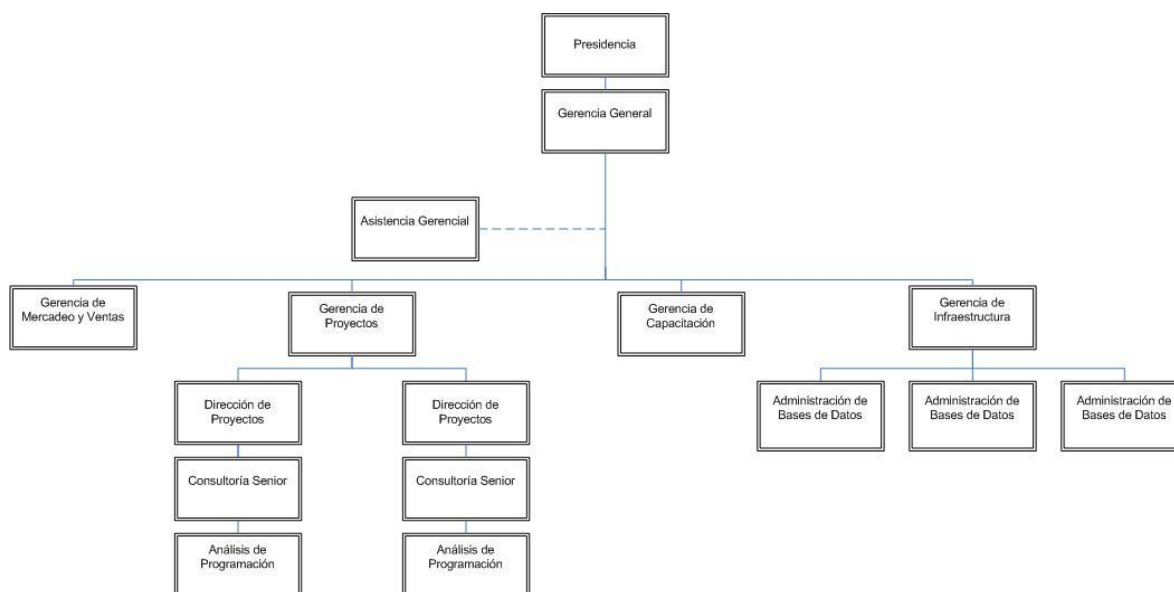 Presidencia
Gerencia General
Asistencia Gerencial
Gerencia de
Mercadeo y Ventas
Gerencia de
Proyectos
Gerencia de
Capacitación
Gerencia de
Infraestructura
Dirección de
Proyectos
Dirección de
Proyectos
Administración de
Bases de Datos
Administración de
Bases de Datos
Administración de
Bases de Datos
Consultoría Senior
Consultoría Senior
Análisis de
Programación
Análisis de
Programación